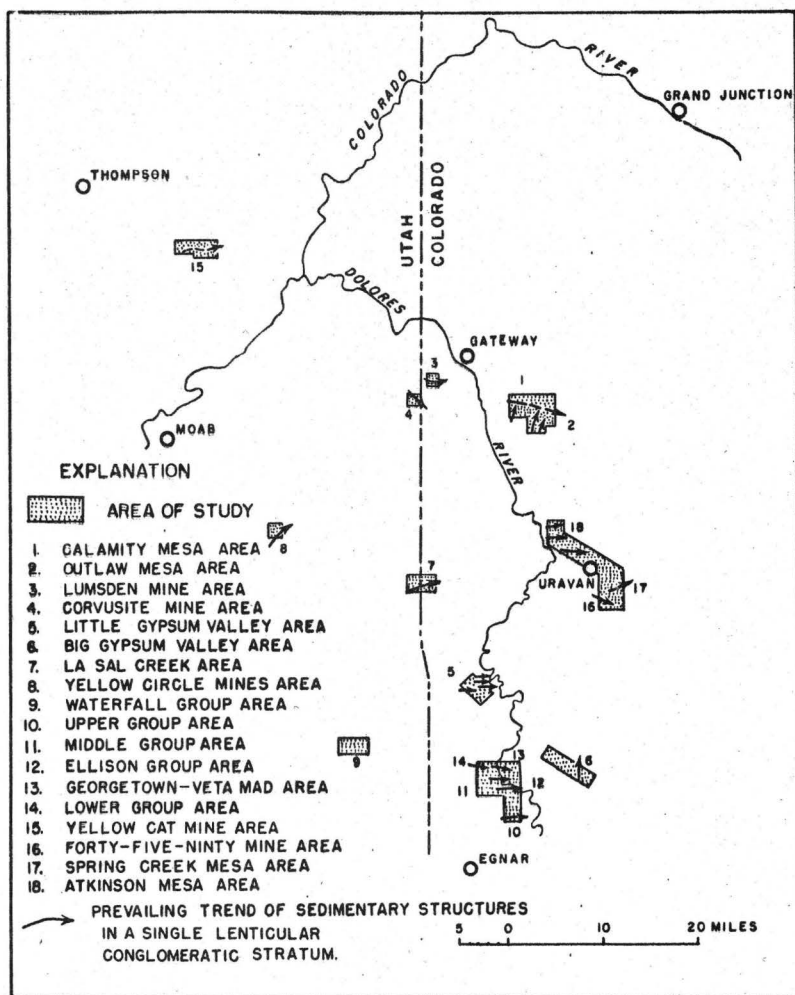 RIVER
GRAND JUNCTION
COLORADO
THOMPSON
UTAH
COLORADO
15
DOLORES
GATEWAY
3
1
4
2
MOAB
RIVER
EXPLANATION
AREA OF STUDY
18
8
URAVAN
7
17
16
1. CALAMITY MESA AREA
2. OUTLAW MESA AREA
3. LUMSDEN MINE AREA
4. CORVUSITE MINE AREA
5. LITTLE GYPSUM VALLEY AREA
6. BIG GYPSUM VALLEY AREA
7. LA SAL CREEK AREA
8. YELLOW CIRCLE MINES AREA
9. WATERFALL GROUP AREA
10. UPPER GROUP AREA
11. MIDDLE GROUP AREA
12. ELLISON GROUP AREA
13. GEORGETOWN-VETA MAD AREA
14. LOWER GROUP AREA
15. YELLOW CAT MINE AREA
16. FORTY-FIVE-NINTY MINE AREA
17. SPRING CREEK MESA AREA
18. ATKINSON MESA AREA
5
9
14
13
6
11
12
10
EGNAR
PREVAILING TREND OF SEDIMENTARY STRUCTURES
IN A SINGLE LENTICULAR
CONGLOMERATIC STRATUM.
5 0 10 20 MILES